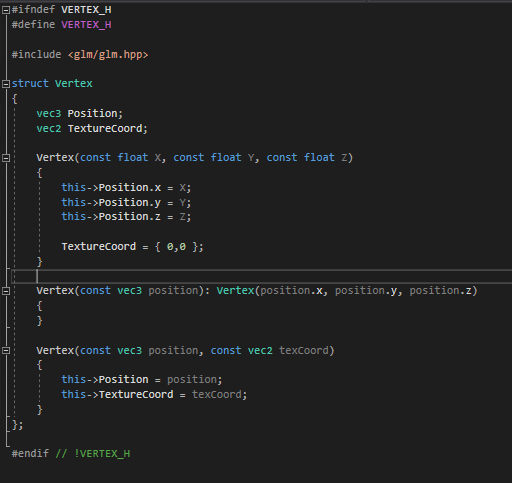 #ifndef VERTEX_H
#define VERTEX_H
#include <glm/glm.hpp>
struct Vertex
{
vec3 Position;
vec2 TextureCoord;
Vertex(const float X, const float Y, const float Z)
{
this->Position.x = X;
this->Position.y = Y;
this->Position.z = Z;
TextureCoord = { 0,0 };
}
Vertex(const vec3 position): Vertex(position.x, position.y, position.z)
{
}
Vertex(const vec3 position, const vec2 texCoord)
{
this->Position = position;
this->TextureCoord = texCoord;
}
};
#endif // !VERTEX_H